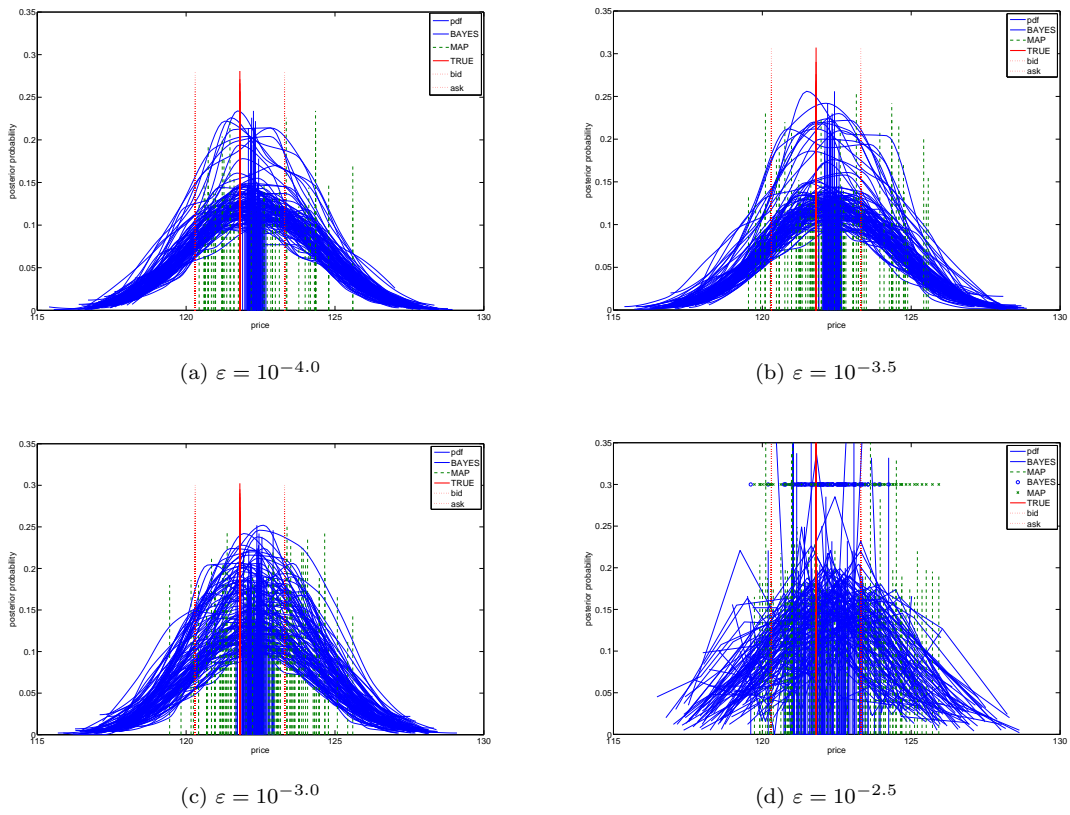 0.35
0.3
0.25
0.2
0.15
0.1
0.05
0
115
120
125
130
posterior probability
price
pdf
BAYES
MAP
TRUE
bid
ask
(a) ε = 10^{−4.0}
0.35
0.3
0.25
0.2
0.15
0.1
0.05
0
115
120
125
130
posterior probability
price
pdf
BAYES
MAP
TRUE
bid
ask
(b) ε = 10^{−3.5}
0.35
0.3
0.25
0.2
0.15
0.1
0.05
0
115
120
125
130
posterior probability
price
pdf
BAYES
MAP
TRUE
bid
ask
(c) ε = 10^{−3.0}
0.35
0.3
0.25
0.2
0.15
0.1
0.05
0
115
120
125
130
posterior probability
price
pdf
BAYES
MAP
BAYES
MAP
TRUE
bid
ask
(d) ε = 10^{−2.5}